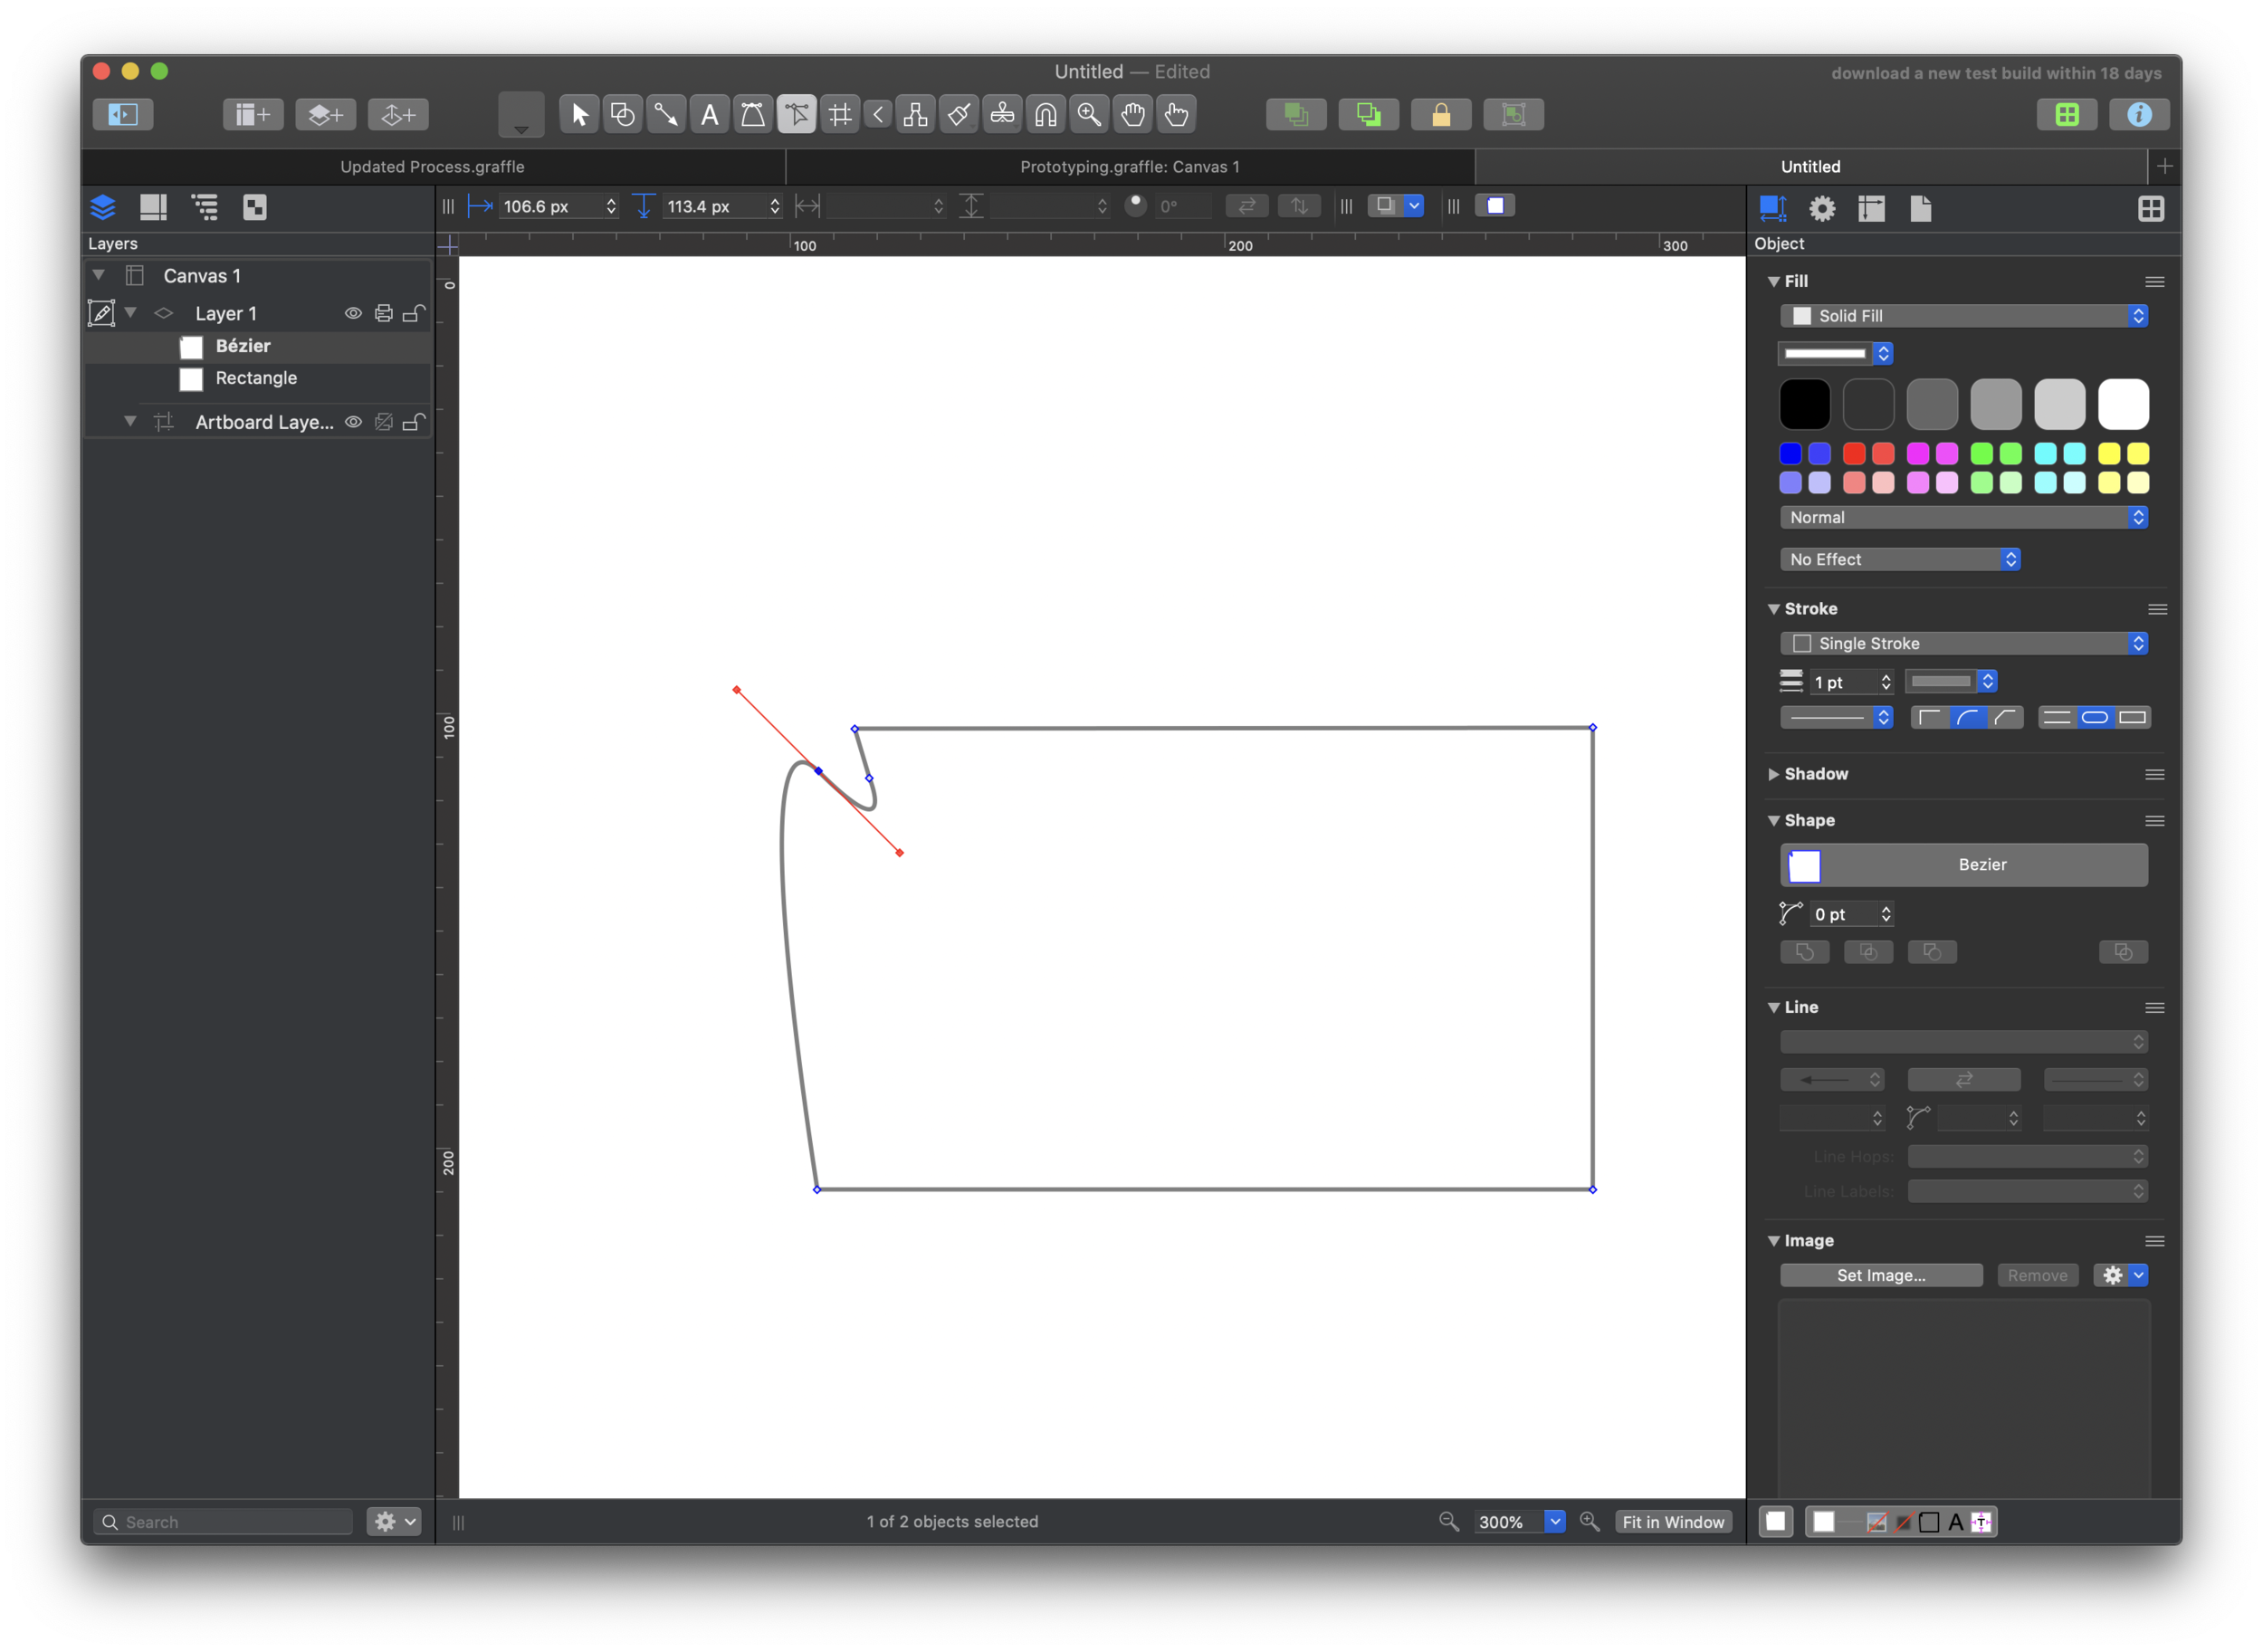 Untitled — Edited
download a new test build within 18 days
A
Updated Process.graffle
Prototyping.graffle: Canvas 1
Untitled
106.6 px
113.4 px
0°
Layers
100
200
300
Object
Canvas 1
Layer 1
Bézier
Rectangle
Artboard Laye...
0
100
200
Fill
Solid Fill
Normal
No Effect
Stroke
Single Stroke
1 pt
Shadow
Shape
Bezier
0 pt
Line
Line Hops:
Line Labels:
Image
Set Image...
Remove
Search
1 of 2 objects selected
300%
Fit in Window
A
T